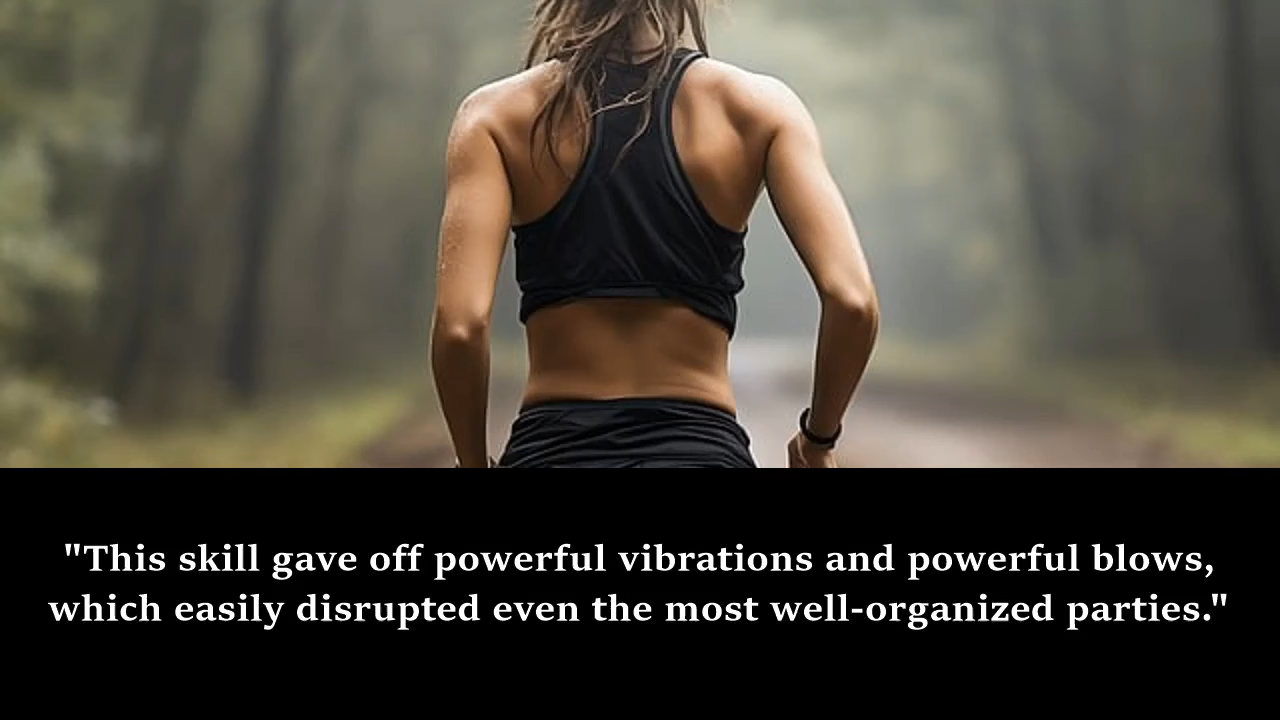 "This skill gave off powerful vibrations and powerful blows,
which easily disrupted even the most well-organized parties."